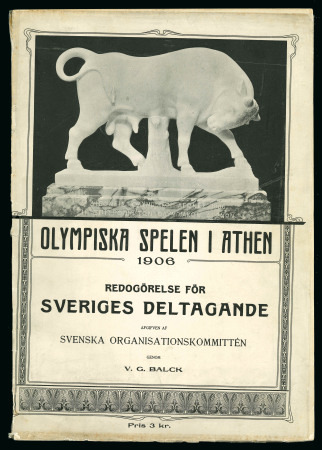 OLYMPISKA SPELEN I ATHEN
1906
REDOGÖRELSE FÖR
SVERIGES DELTAGANDE
AFGIFVEN AF
SVENSKA ORGANISATIONSKOMMITTÉN
GENOM
V. G. BALCK
Pris 3 kr.